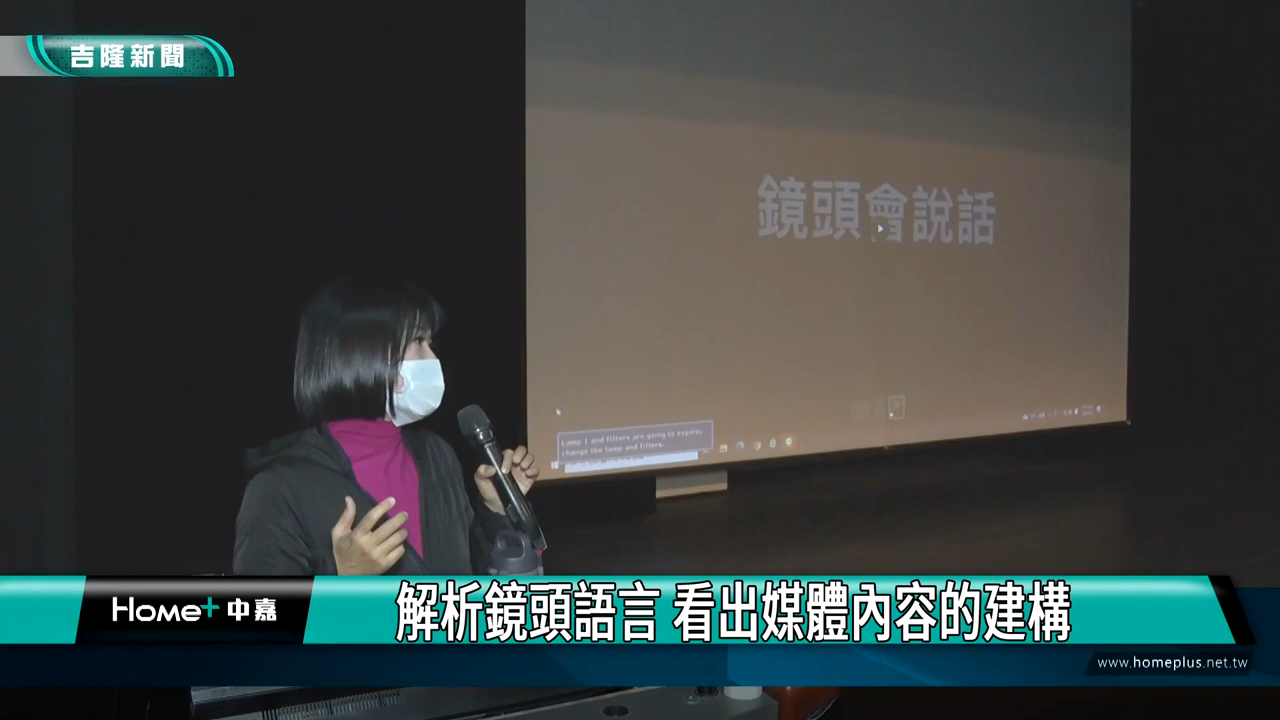 吉隆新聞
鏡頭會說話
Lamp 1 and filters are going to expire,
change the lamp and filters.
Home+ 中嘉
解析鏡頭語言 看出媒體內容的建構
www.homeplus.net.tw